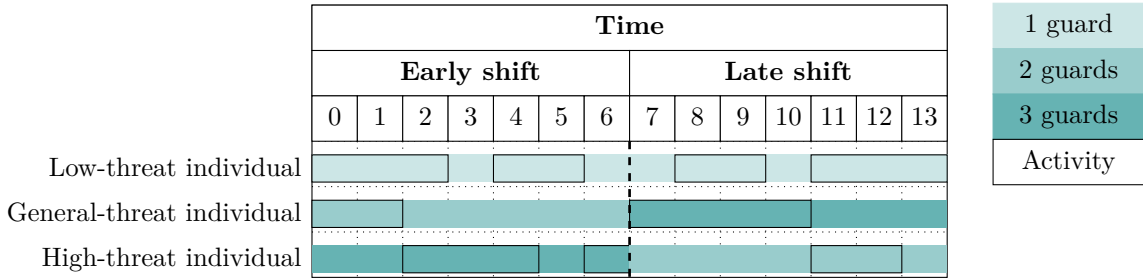 Time
Early shift Late shift
0 1 2 3 4 5 6 7 8 9 10 11 12 13
Low-threat individual
General-threat individual
High-threat individual
1 guard
2 guards
3 guards
Activity